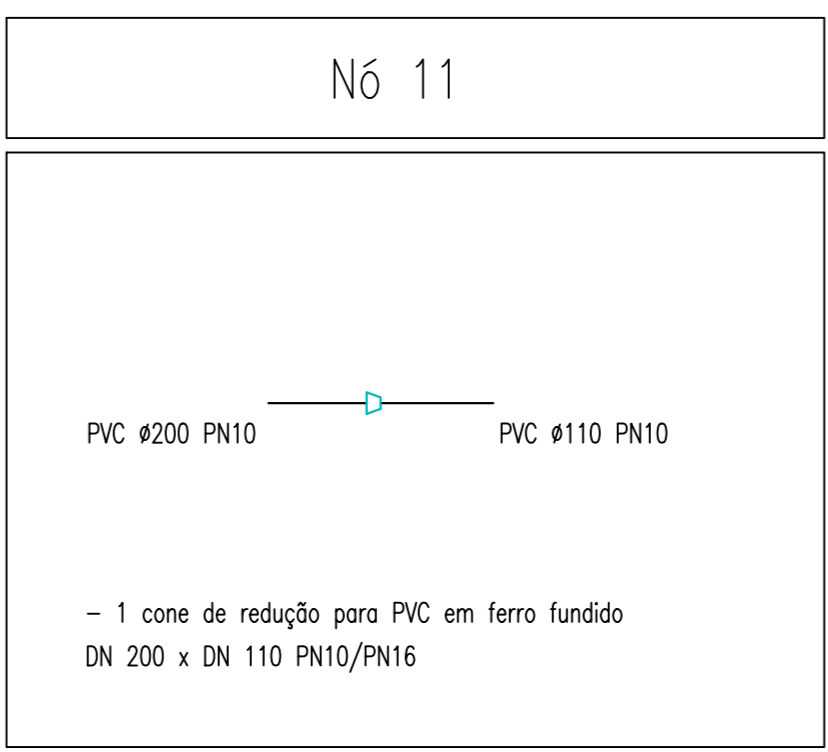 Nó 11
PVC ø200 PN10
PVC ø110 PN10
– 1 cone de redução para PVC em ferro fundido
DN 200 x DN 110 PN10/PN16